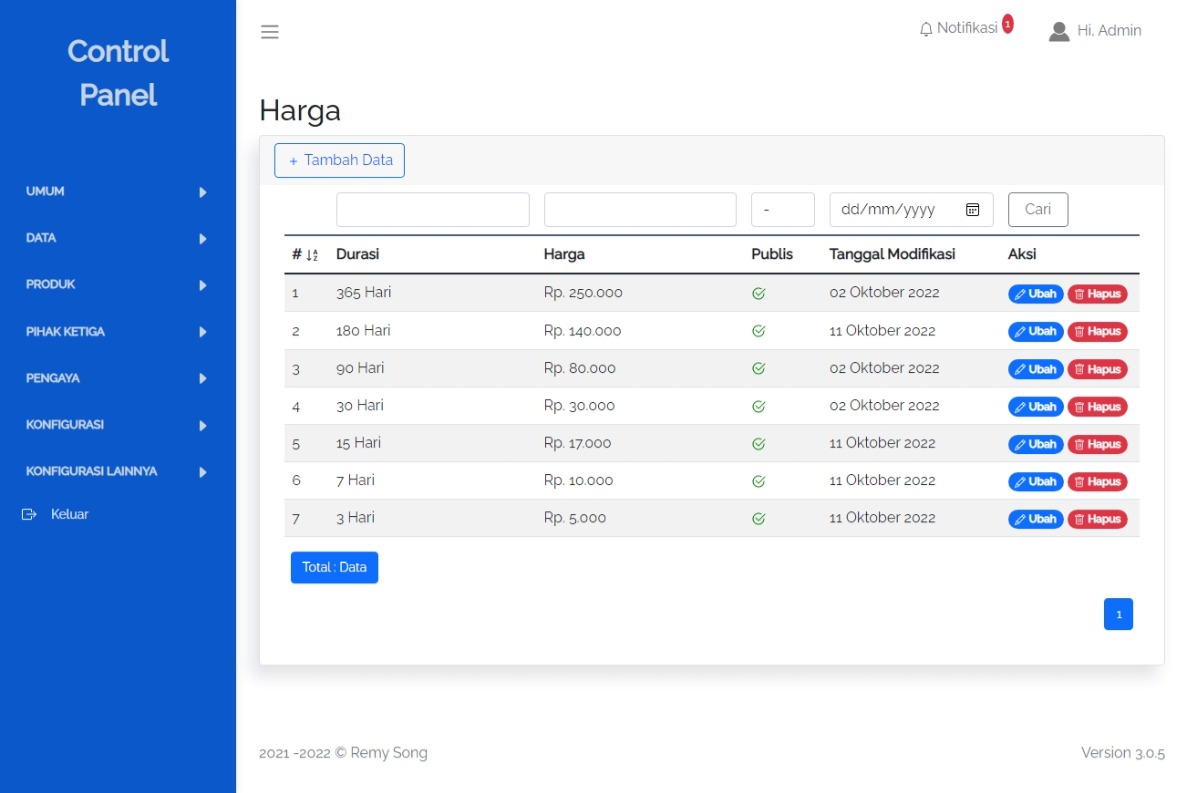 Control
Panel
UMUM
DATA
PRODUK
PIHAK KETIGA
PENGAYA
KONFIGURASI
KONFIGURASI LAINNYA
Keluar
Notifikasi 1
Hi, Admin
Harga
+ Tambah Data
- dd/mm/yyyy Cari
# Durasi Harga Publis Tanggal Modifikasi Aksi
1 365 Hari Rp. 250.000 02 Oktober 2022 Ubah Hapus
2 180 Hari Rp. 140.000 11 Oktober 2022 Ubah Hapus
3 90 Hari Rp. 80.000 02 Oktober 2022 Ubah Hapus
4 30 Hari Rp. 30.000 02 Oktober 2022 Ubah Hapus
5 15 Hari Rp. 17.000 11 Oktober 2022 Ubah Hapus
6 7 Hari Rp. 10.000 11 Oktober 2022 Ubah Hapus
7 3 Hari Rp. 5.000 11 Oktober 2022 Ubah Hapus
Total : Data
1
2021 -2022 © Remy Song
Version 3.0.5